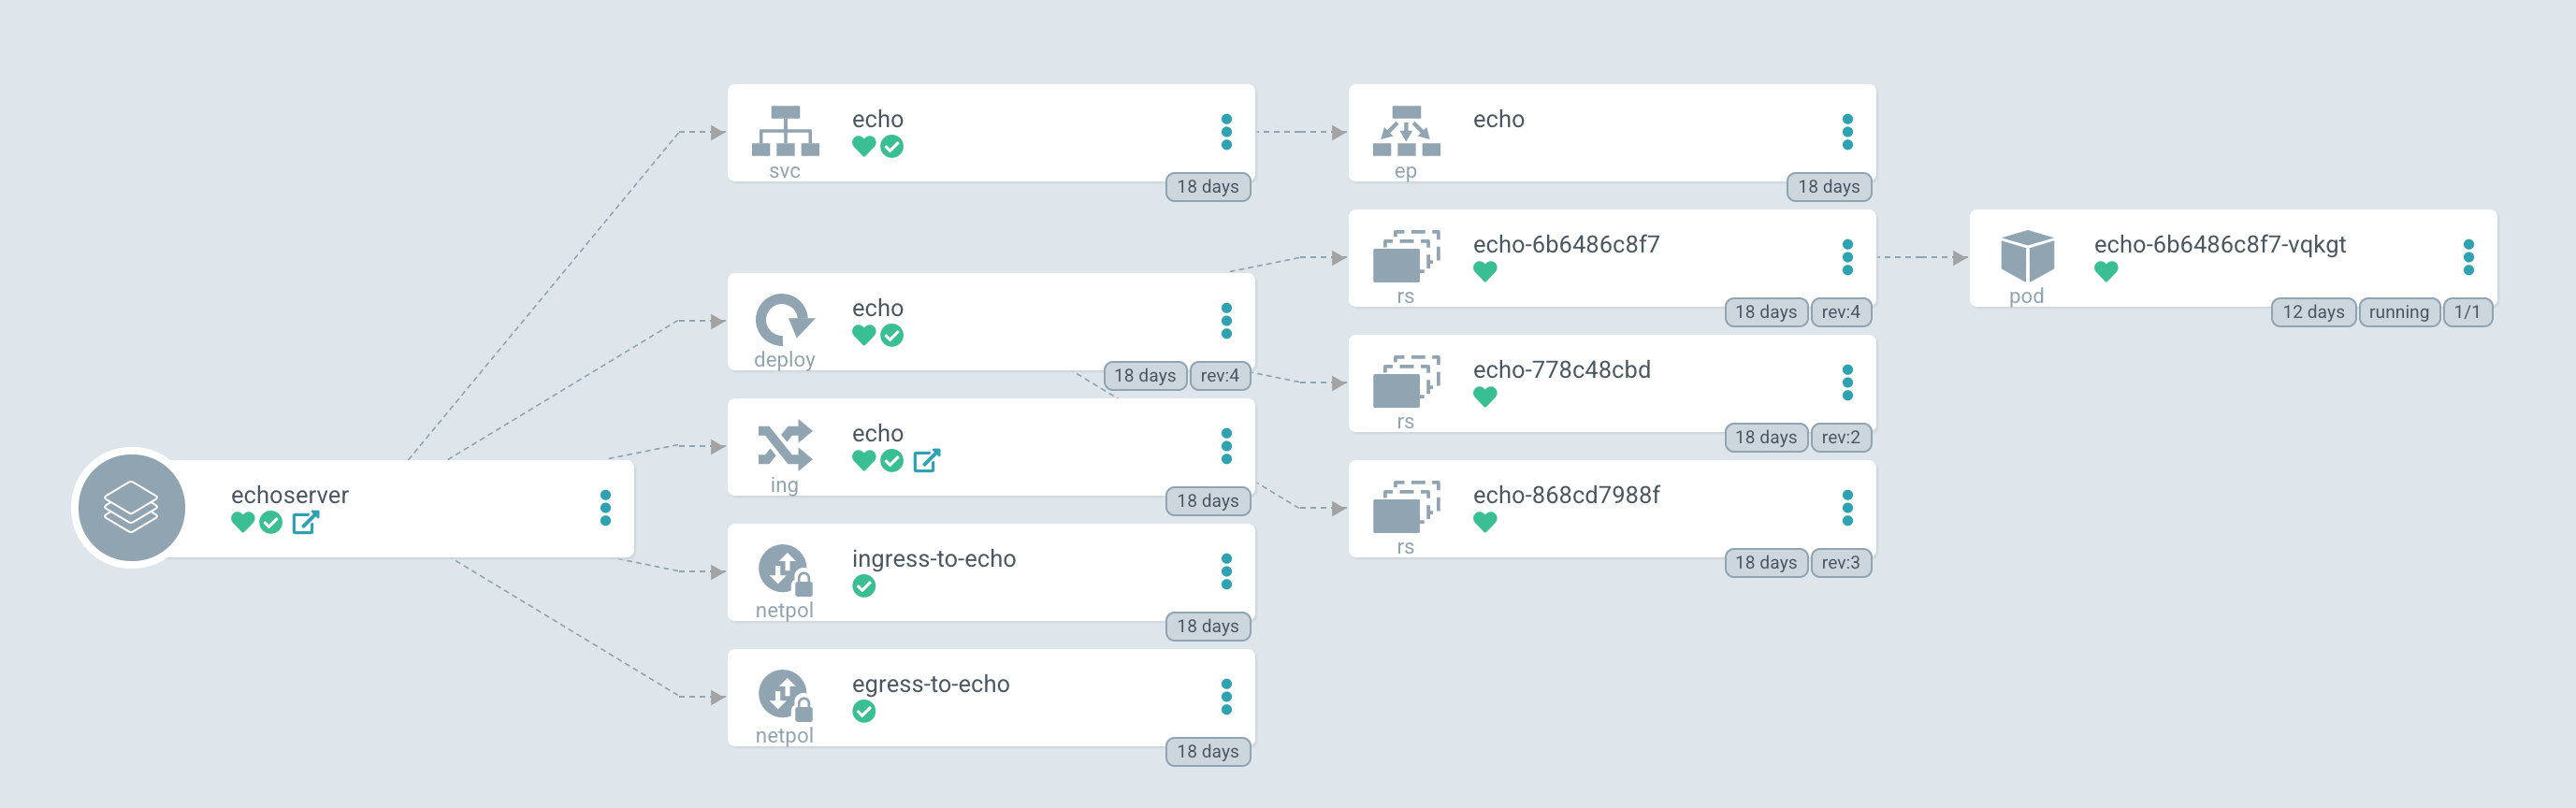 echoserver
echo
svc
18 days
echo
deploy
18 days rev:4
echo
ing
18 days
ingress-to-echo
netpol
18 days
egress-to-echo
netpol
18 days
echo
ep
18 days
echo-6b6486c8f7
rs
18 days rev:4
echo-778c48cbd
rs
18 days rev:2
echo-868cd7988f
rs
18 days rev:3
echo-6b6486c8f7-vqkgt
pod
12 days running 1/1